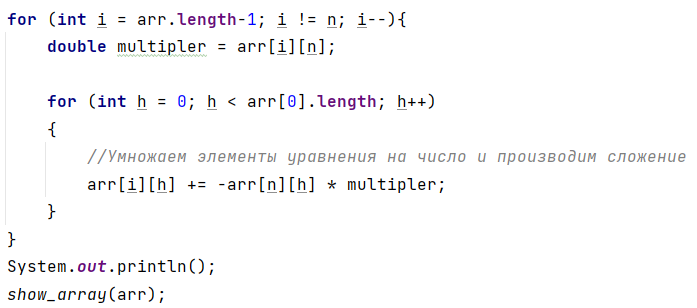 for (int i = arr.length-1; i != n; i--){
double multipler = arr[i][n];
for (int h = 0; h < arr[0].length; h++)
{
//Умножаем элементы уравнения на число и производим сложение
arr[i][h] += -arr[n][h] * multipler;
}
}
System.out.println();
show_array(arr);